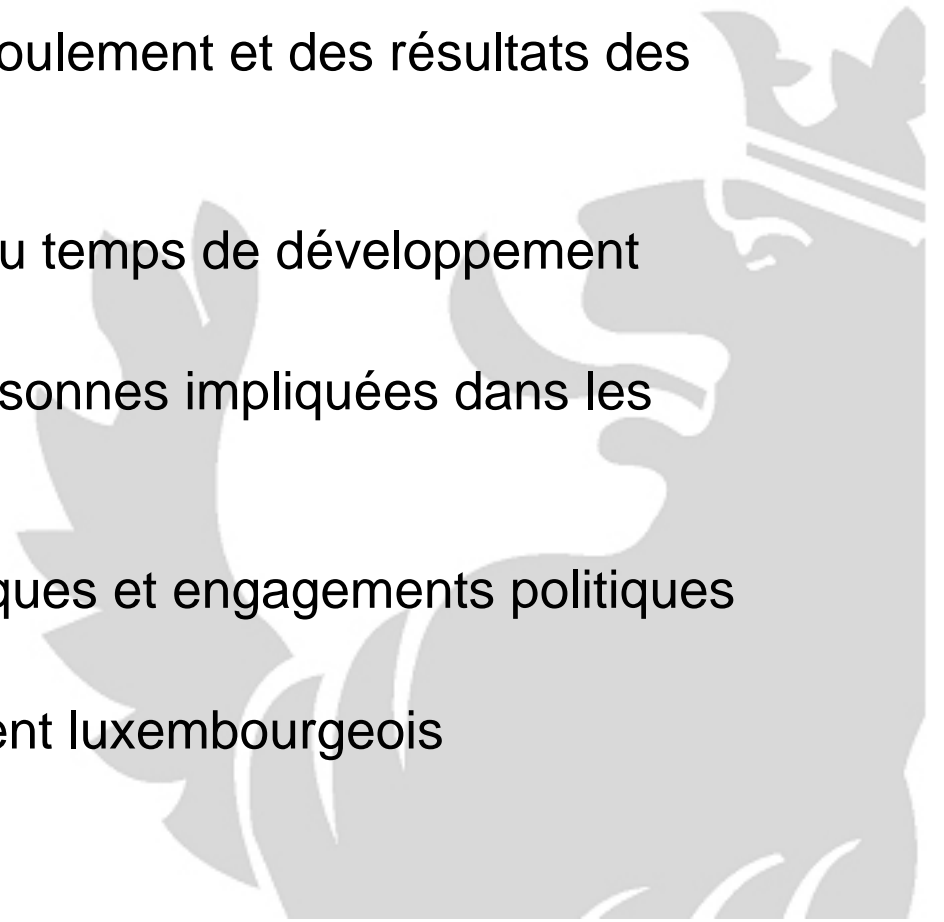 oulement et des résultats des
u temps de développement
sonnes impliquées dans les
ques et engagements politiques
ent luxembourgeois